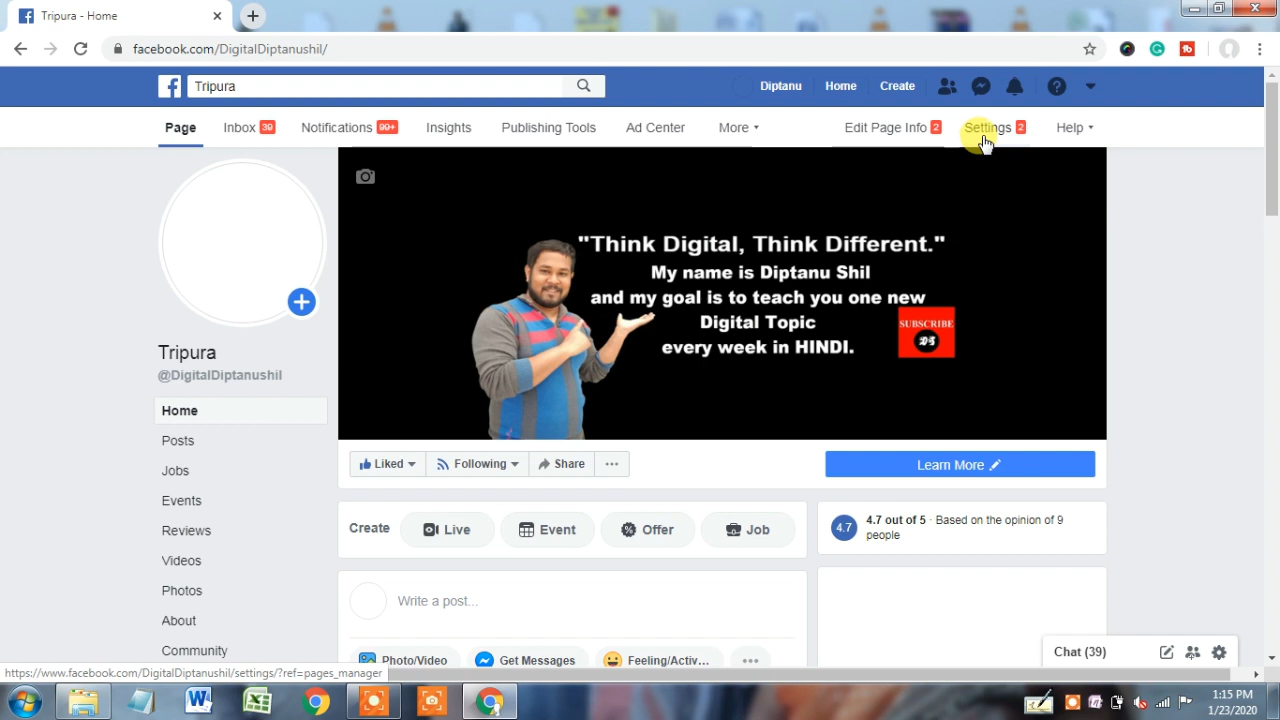 Tripura - Home
facebook.com/DigitalDiptanushil/
Tripura
Diptanu
Home
Create
Page
Inbox 39
Notifications 99+
Insights
Publishing Tools
Ad Center
More
Edit Page Info 2
Settings 2
Help
"Think Digital, Think Different."
My name is Diptanu Shil
and my goal is to teach you one new
Digital Topic
every week in HINDI.
SUBSCRIBE
Tripura
@DigitalDiptanushil
Home
Posts
Jobs
Events
Reviews
Videos
Photos
About
Community
Liked
Following
Share
Learn More
Create
Live
Event
Offer
Job
4.7
4.7 out of 5 · Based on the opinion of 9
people
Write a post...
Photo/Video
Get Messages
Feeling/Activ...
Chat (39)
https://www.facebook.com/DigitalDiptanushil/settings/?ref=pages_manager
1:15 PM
1/23/2020